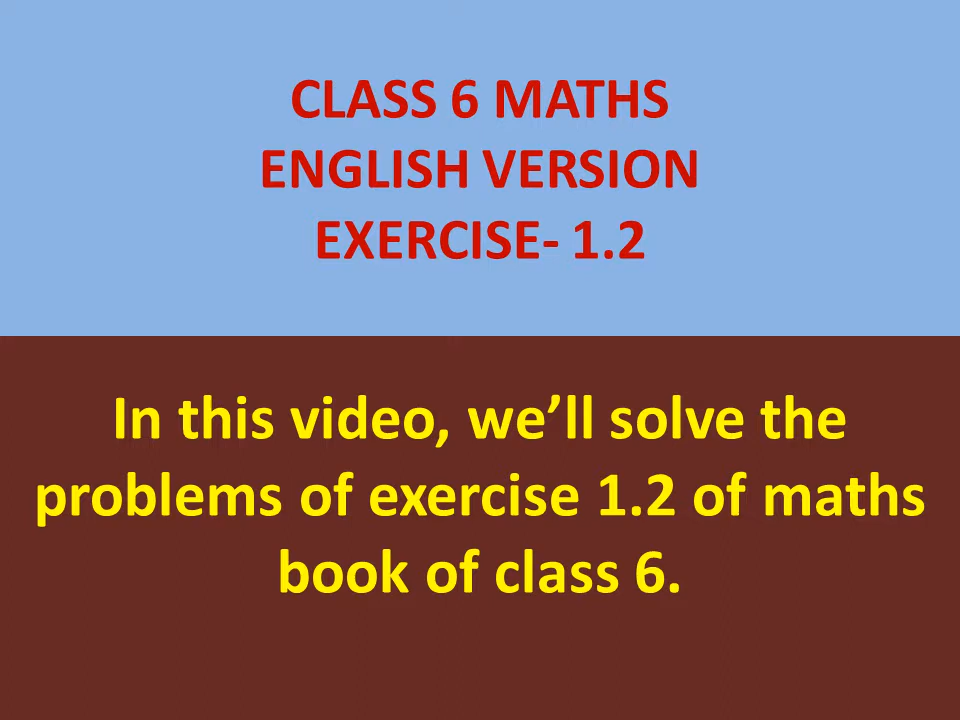 CLASS 6 MATHS
ENGLISH VERSION
EXERCISE- 1.2
In this video, we’ll solve the
problems of exercise 1.2 of maths
book of class 6.